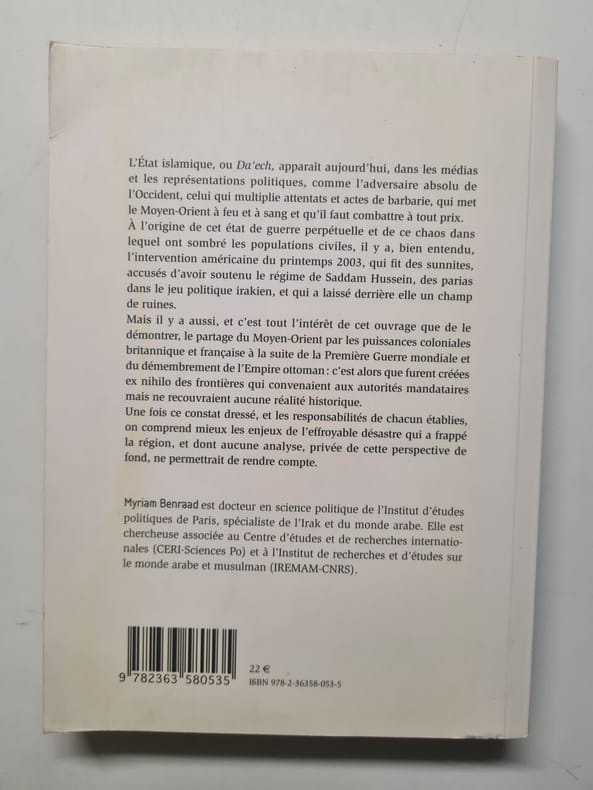 L'État islamique, ou Da'ech, apparaît aujourd'hui, dans les médias
et les représentations politiques, comme l'adversaire absolu de
l'Occident, celui qui multiplie attentats et actes de barbarie, qui met
le Moyen-Orient à feu et à sang et qu'il faut combattre à tout prix.
À l'origine de cet état de guerre perpétuelle et de ce chaos dans
lequel ont sombré les populations civiles, il y a, bien entendu,
l'intervention américaine du printemps 2003, qui fit des sunnites,
accusés d'avoir soutenu le régime de Saddam Hussein, des parias
dans le jeu politique irakien, et qui a laissé derrière elle un champ
de ruines.
Mais il y a aussi, et c'est tout l'intérêt de cet ouvrage que de le
démontrer, le partage du Moyen-Orient par les puissances coloniales
britannique et française à la suite de la Première Guerre mondiale et
du démembrement de l'Empire ottoman : c'est alors que furent créées
ex nihilo des frontières qui convenaient aux autorités mandataires
mais ne recouvraient aucune réalité historique.
Une fois ce constat dressé, et les responsabilités de chacun établies,
on comprend mieux les enjeux de l'effroyable désastre qui a frappé
la région, et dont aucune analyse, privée de cette perspective de
fond, ne permettrait de rendre compte.
Myriam Benraad est docteur en science politique de l'Institut d'études
politiques de Paris, spécialiste de l'Irak et du monde arabe. Elle est
chercheuse associée au Centre d'études et de recherches internatio-
nales (CERI-Sciences Po) et à l'Institut de recherches et d'études sur
le monde arabe et musulman (IREMAM-CNRS).
9 782363 580535
22 €
ISBN 978-2-36358-053-5